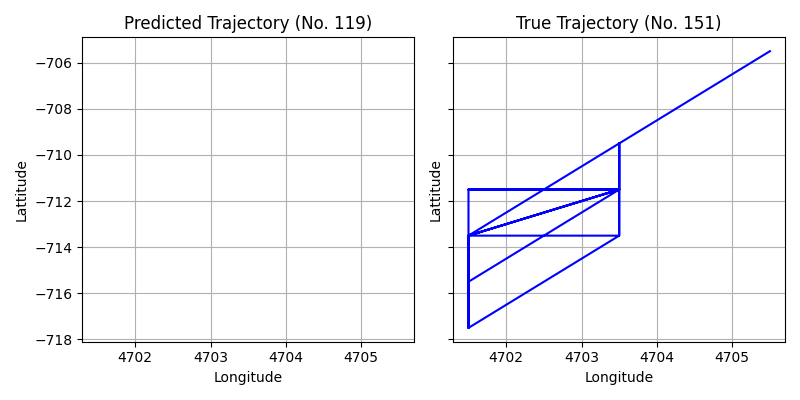 Predicted Trajectory (No. 119)
True Trajectory (No. 151)
−706
−708
−710
−712
−714
−716
−718
Lattitude
Lattitude
4702
4703
4704
4705
4702
4703
4704
4705
Longitude
Longitude